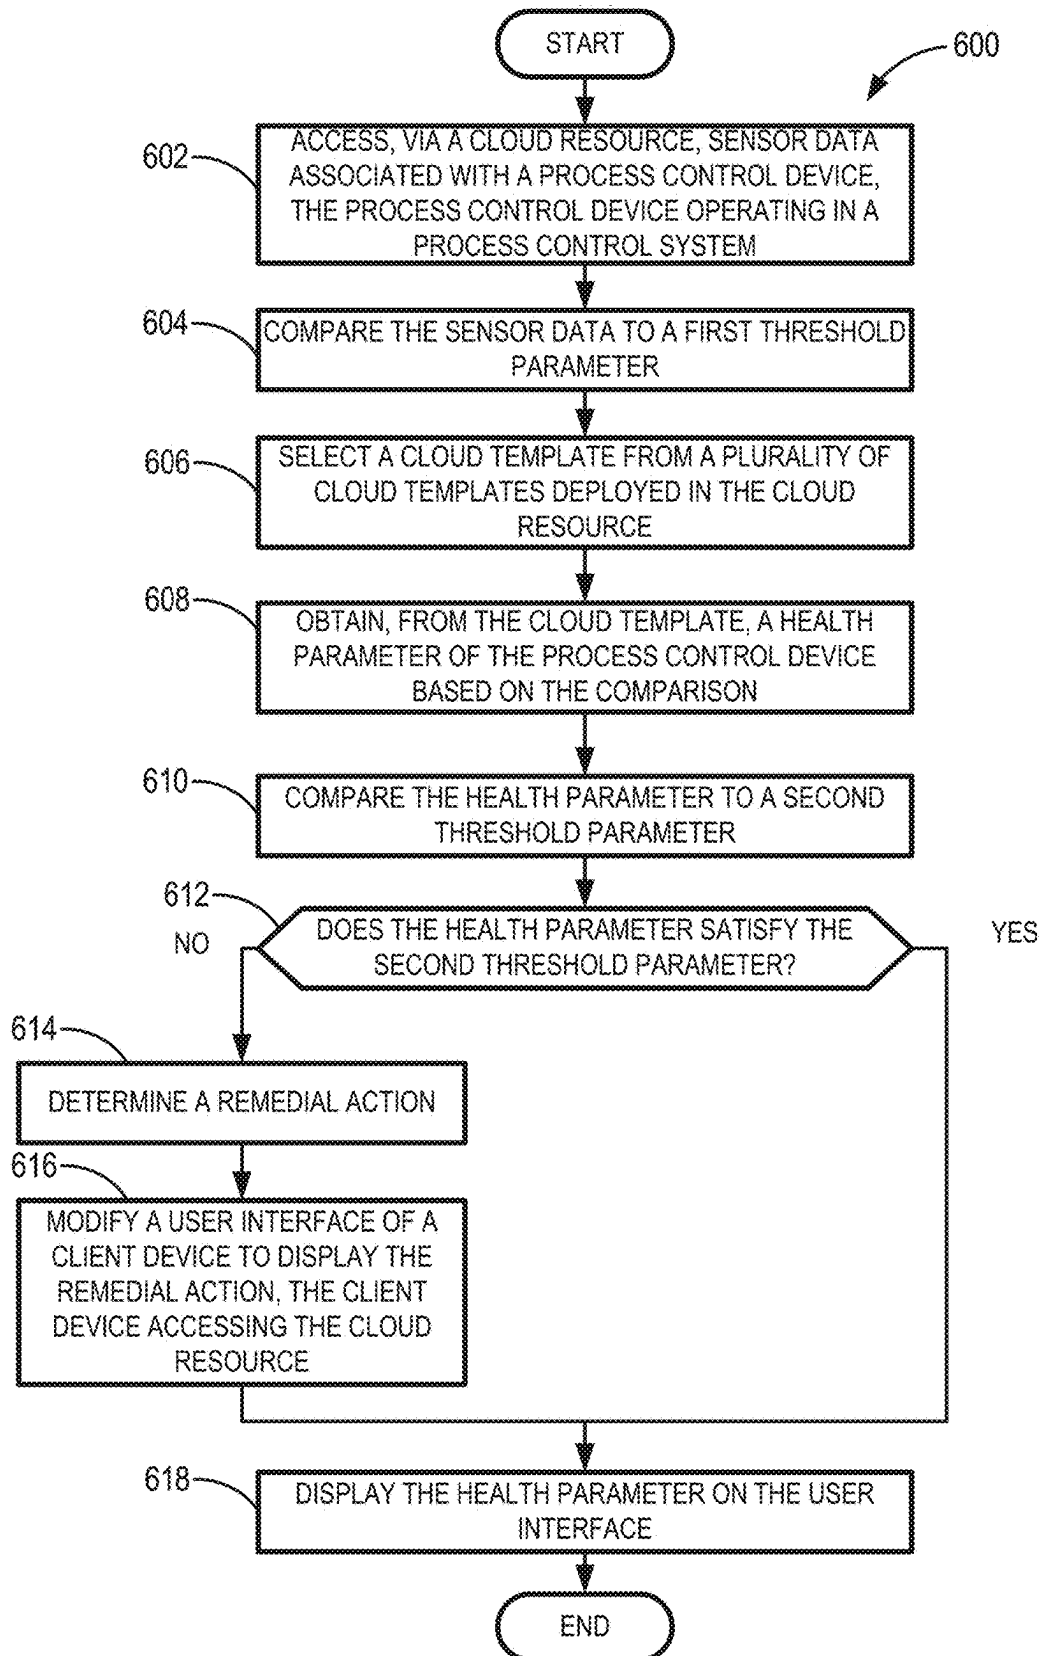 START
600
602
ACCESS, VIA A CLOUD RESOURCE, SENSOR DATA
ASSOCIATED WITH A PROCESS CONTROL DEVICE,
THE PROCESS CONTROL DEVICE OPERATING IN A
PROCESS CONTROL SYSTEM
604
COMPARE THE SENSOR DATA TO A FIRST THRESHOLD
PARAMETER
606
SELECT A CLOUD TEMPLATE FROM A PLURALITY OF
CLOUD TEMPLATES DEPLOYED IN THE CLOUD
RESOURCE
608
OBTAIN, FROM THE CLOUD TEMPLATE, A HEALTH
PARAMETER OF THE PROCESS CONTROL DEVICE
BASED ON THE COMPARISON
610
COMPARE THE HEALTH PARAMETER TO A SECOND
THRESHOLD PARAMETER
612
DOES THE HEALTH PARAMETER SATISFY THE
SECOND THRESHOLD PARAMETER?
NO
YES
614
DETERMINE A REMEDIAL ACTION
616
MODIFY A USER INTERFACE OF A
CLIENT DEVICE TO DISPLAY THE
REMEDIAL ACTION, THE CLIENT
DEVICE ACCESSING THE CLOUD
RESOURCE
618
DISPLAY THE HEALTH PARAMETER ON THE USER
INTERFACE
END